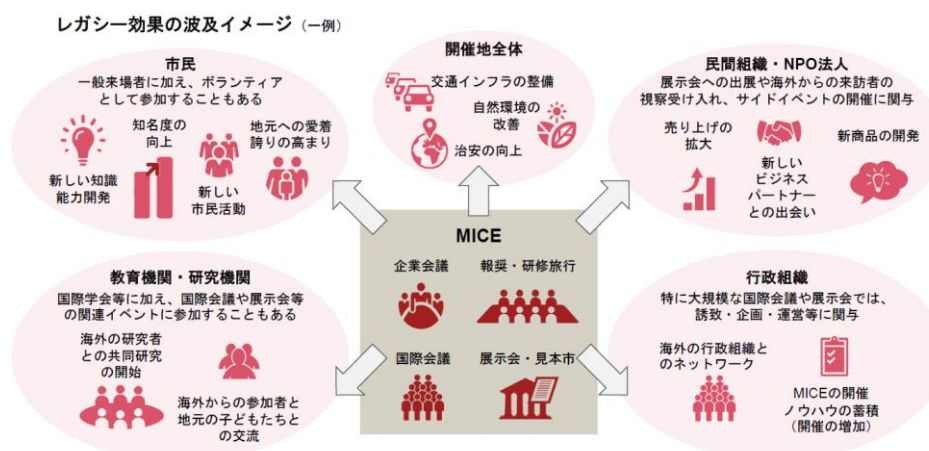 レガシー効果の波及イメージ（一例）
市民
一般来場者に加え、ボランティア
として参加することもある
新しい知識
能力開発
知名度の
向上
新しい
市民活動
地元への愛着
誇りの高まり
開催地全体
交通インフラの整備
自然環境の
改善
治安の向上
民間組織・NPO法人
展示会への出展や海外からの来訪者の
視察受け入れ、サイドイベントの開催に関与
売り上げの
拡大
新しい
ビジネス
パートナー
との出会い
新商品の開発
MICE
企業会議
報奨・研修旅行
国際会議
展示会・見本市
教育機関・研究機関
国際学会等に加え、国際会議や展示会等
の関連イベントに参加することもある
海外の研究者
との共同研究
の開始
海外からの参加者と
地元の子どもたちと
の交流
行政組織
特に大規模な国際会議や展示会では、
誘致・企画・運営等に関与
海外の行政組織と
のネットワーク
MICEの開催
ノウハウの蓄積
（開催の増加）